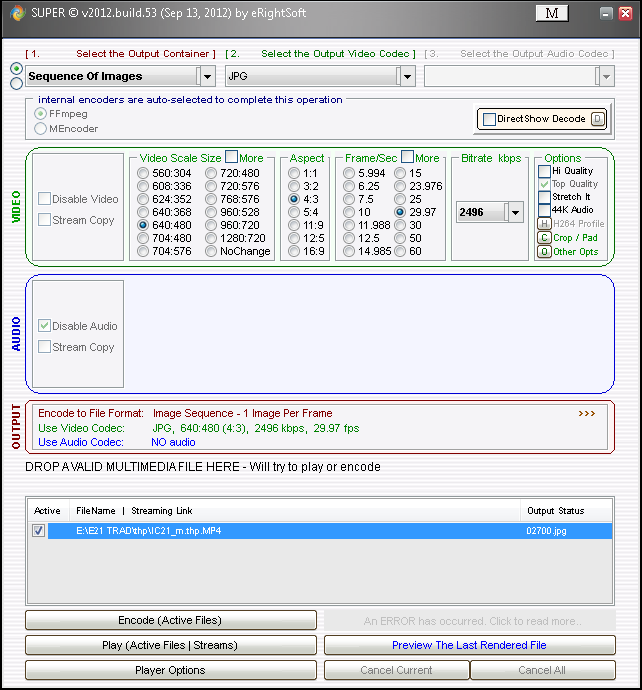 SUPER © v2012.build.53 (Sep 13, 2012) by eRightSoft
M
[ 1. Select the Output Container ]
[ 2. Select the Output Video Codec ]
[ 3. Select the Output Audio Codec ]
Sequence Of Images
JPG
internal encoders are auto-selected to complete this operation
FFmpeg
MEncoder
DirectShow Decode D
VIDEO
Disable Video
Stream Copy
Video Scale Size More
560:304 720:480
608:336 720:576
624:352 768:576
640:368 960:528
640:480 960:720
704:480 1280:720
704:576 NoChange
Aspect
1:1
3:2
4:3
5:4
11:9
12:5
16:9
Frame/Sec More
5.994 15
6.25 23.976
7.5 25
10 29.97
11.988 30
12.5 50
14.985 60
Bitrate kbps
2496
Options
Hi Quality
Top Quality
Stretch It
44K Audio
H H264 Profile
C Crop / Pad
O Other Opts
AUDIO
Disable Audio
Stream Copy
OUTPUT
Encode to File Format: Image Sequence - 1 Image Per Frame >>>
Use Video Codec: JPG, 640:480 (4:3), 2496 kbps, 29.97 fps
Use Audio Codec: NO audio
DROP A VALID MULTIMEDIA FILE HERE - Will try to play or encode
Active FileName | Streaming Link Output Status
E:\E21 TRAD\thp\IC21_m.thp.MP4 02700.jpg
Encode (Active Files)
An ERROR has occurred. Click to read more..
Play (Active Files | Streams)
Preview The Last Rendered File
Player Options
Cancel Current
Cancel All